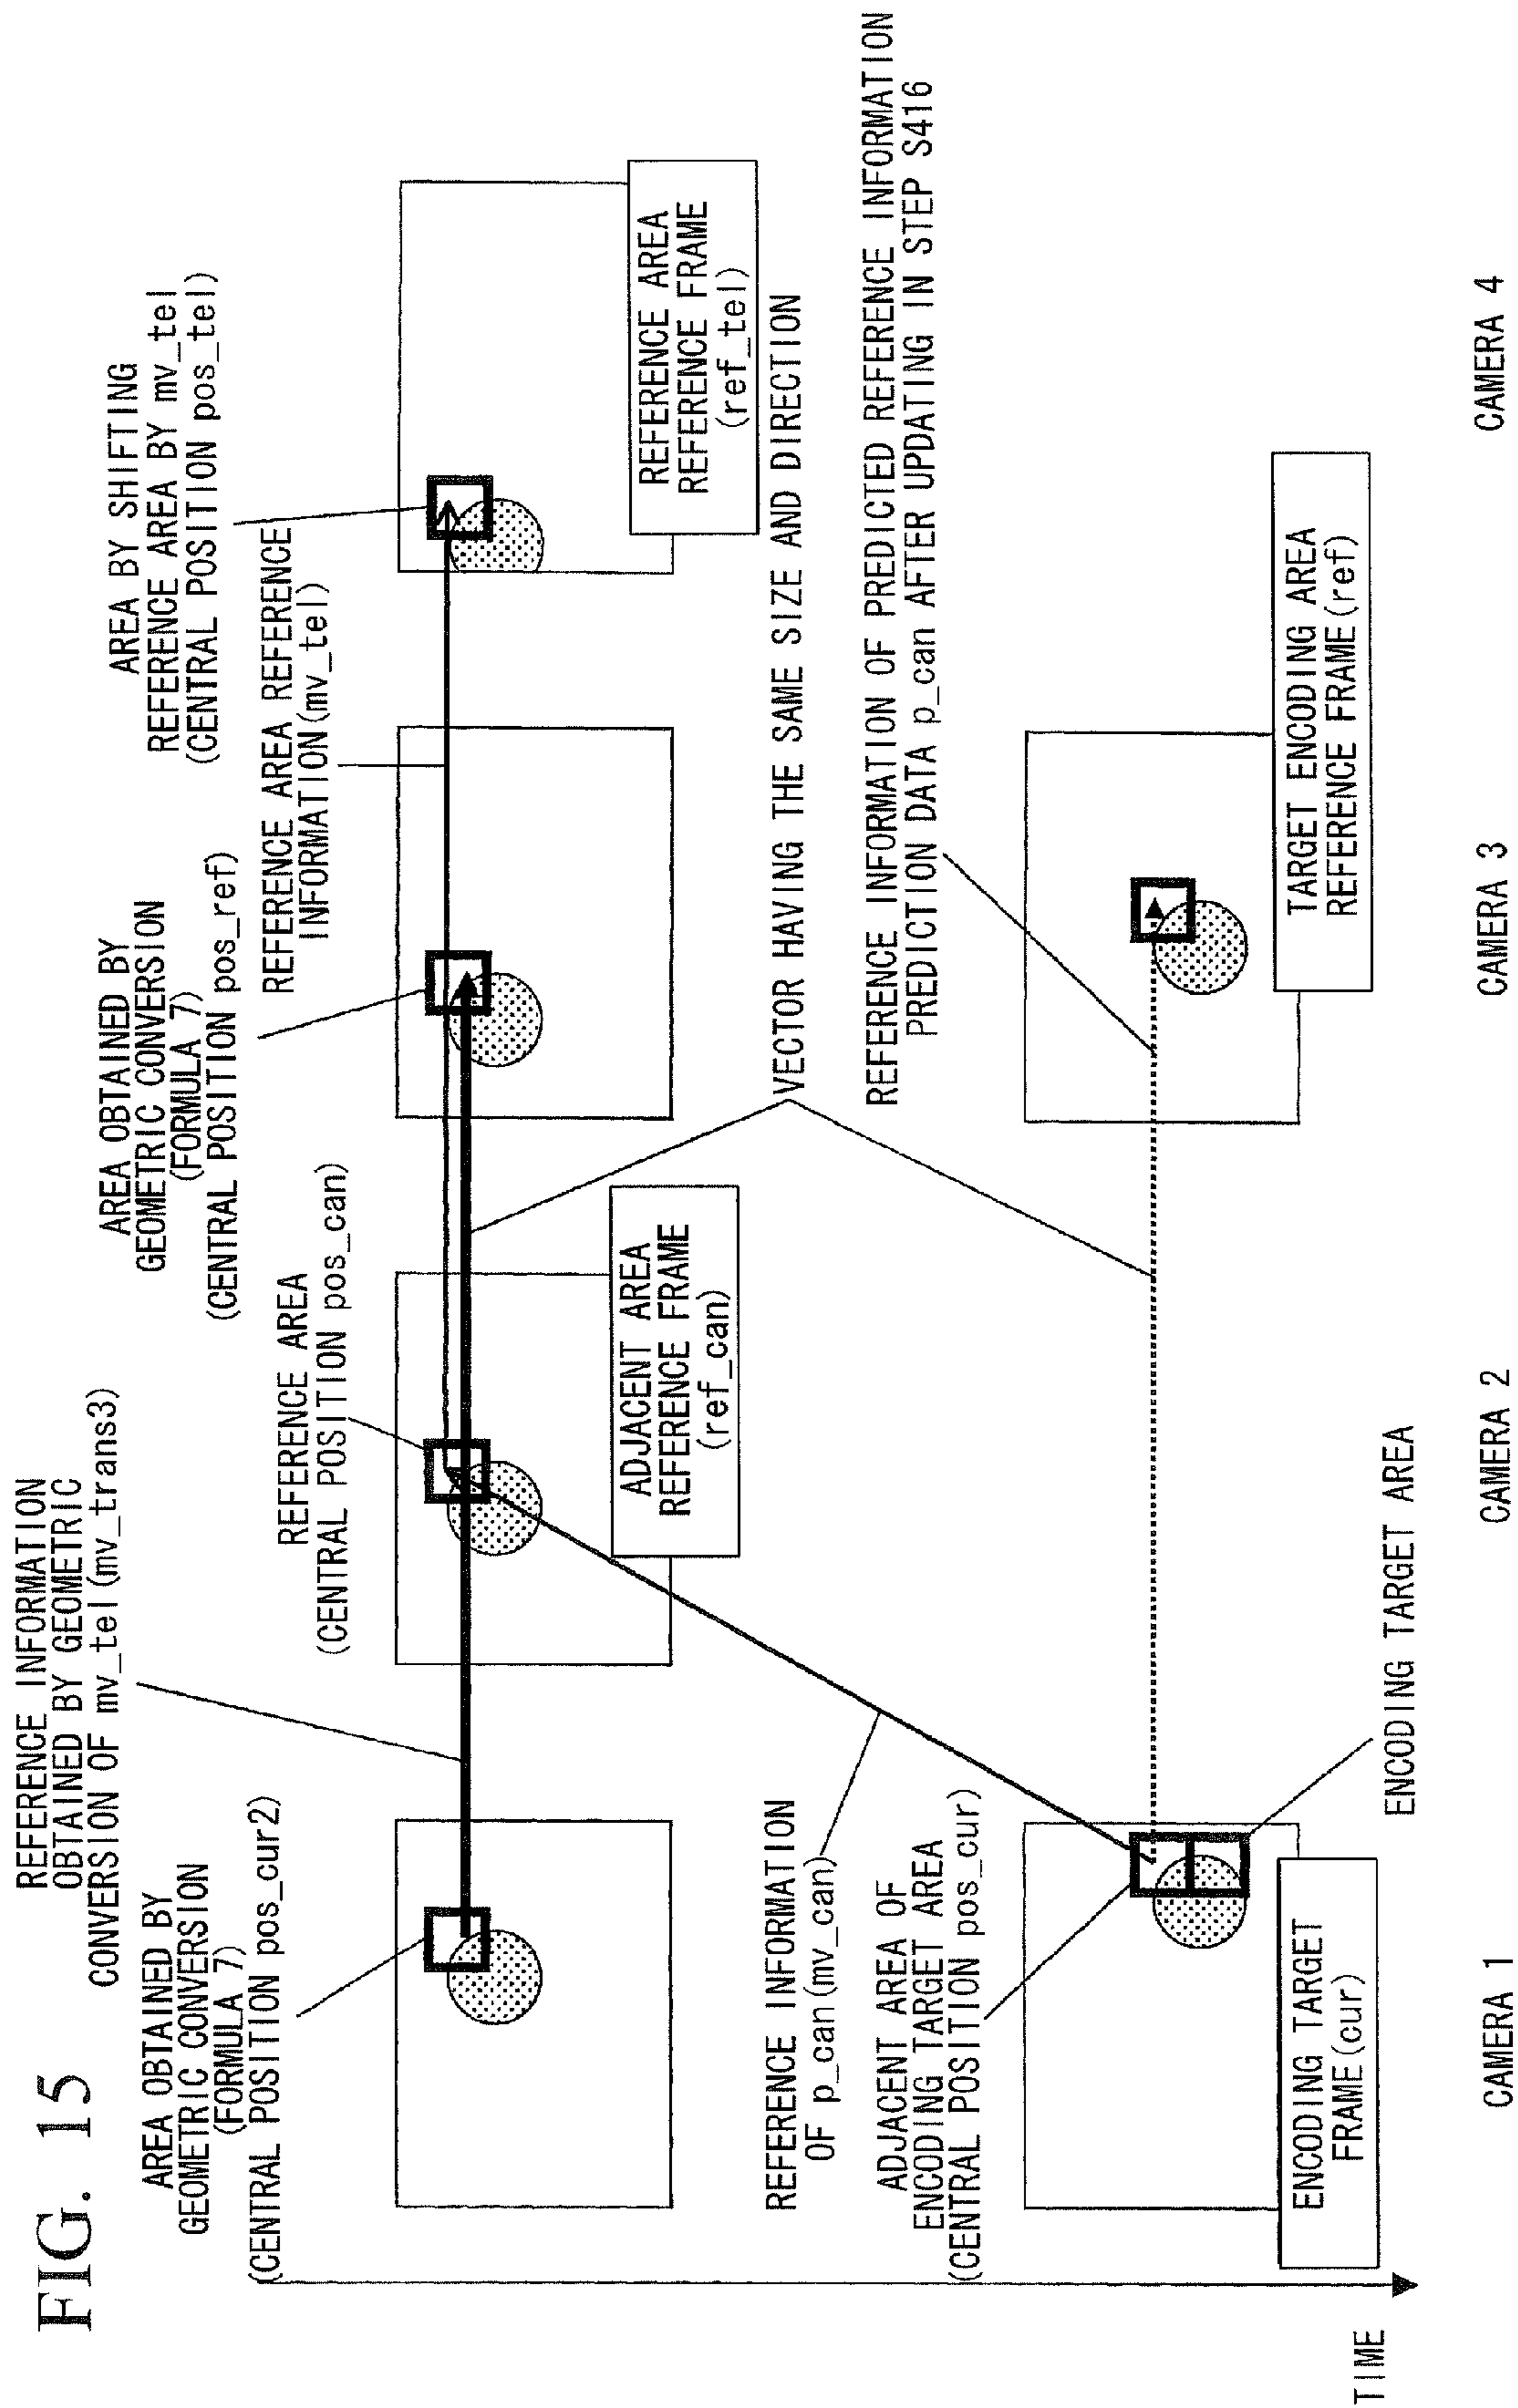 FIG. 15
REFERENCE INFORMATION
OBTAINED BY GEOMETRIC
CONVERSION OF mv_tel(mv_trans3)
AREA OBTAINED BY
GEOMETRIC CONVERSION
(FORMULA 7)
(CENTRAL POSITION pos_cur2)
REFERENCE AREA
(CENTRAL POSITION pos_can)
AREA OBTAINED BY
GEOMETRIC CONVERSION
(FORMULA 7)
(CENTRAL POSITION pos_ref)
AREA BY SHIFTING
REFERENCE AREA BY mv_tel
(CENTRAL POSITION pos_tel)
REFERENCE AREA REFERENCE
INFORMATION(mv_tel)
ADJACENT AREA
REFERENCE FRAME
(ref_can)
REFERENCE AREA
REFERENCE FRAME
(ref_tel)
VECTOR HAVING THE SAME SIZE AND DIRECTION
REFERENCE INFORMATION
OF p_can(mv_can)
REFERENCE INFORMATION OF PREDICTED REFERENCE INFORMATION
PREDICTION DATA p_can AFTER UPDATING IN STEP S416
ADJACENT AREA OF
ENCODING TARGET AREA
(CENTRAL POSITION pos_cur)
ENCODING TARGET
FRAME(cur)
ENCODING TARGET AREA
TARGET ENCODING AREA
REFERENCE FRAME(ref)
TIME
CAMERA 1
CAMERA 2
CAMERA 3
CAMERA 4